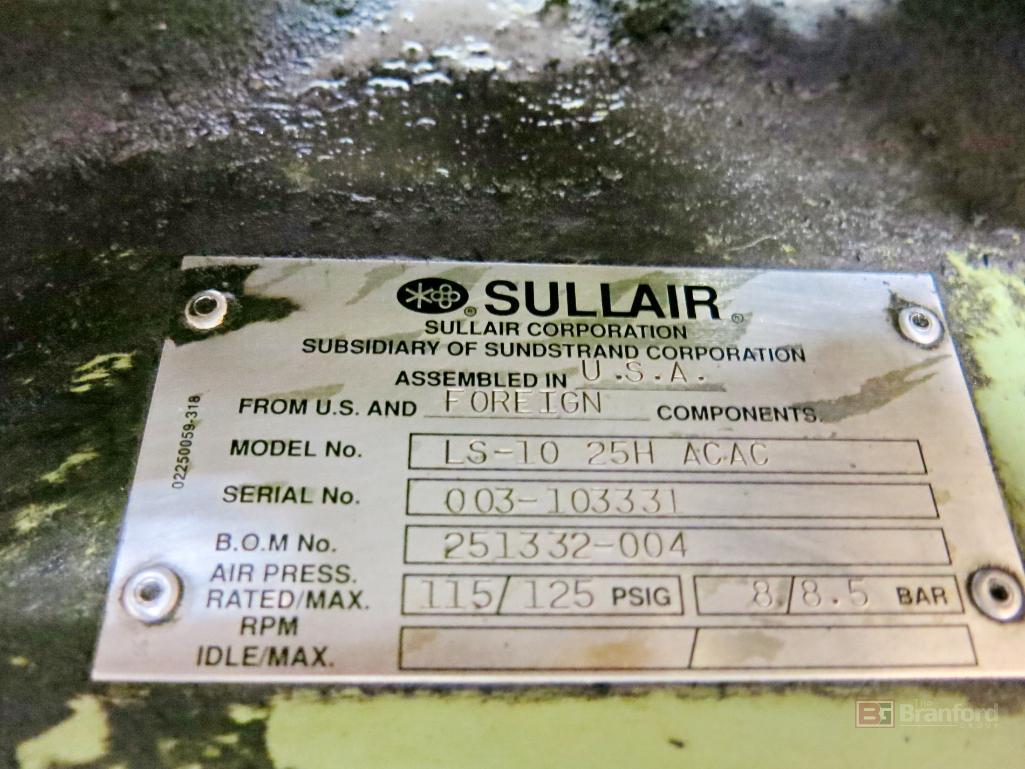 ® SULLAIR ®
SULLAIR CORPORATION
SUBSIDIARY OF SUNDSTRAND CORPORATION
ASSEMBLED IN U.S.A.
FROM U.S. AND FOREIGN COMPONENTS.
02250059-318
MODEL No. LS-10 25H ACAC
SERIAL No. 003-103331
B.O.M No. 251332-004
AIR PRESS.
RATED/MAX. 115/125 PSIG 8/8.5 BAR
RPM
IDLE/MAX. /
BG The
Branford
GROUP